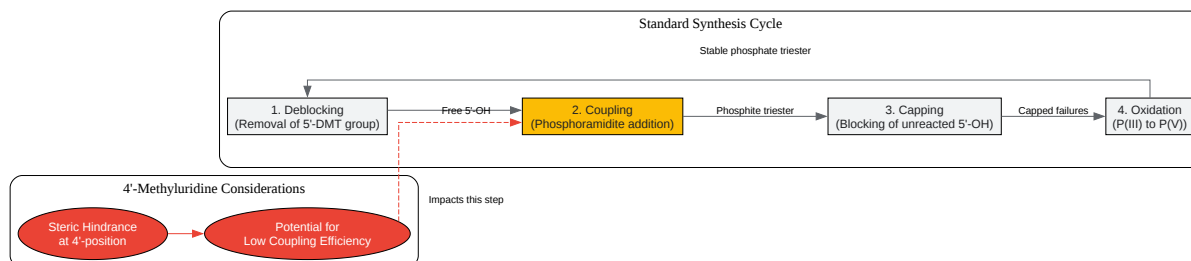 Standard Synthesis Cycle
Stable phosphate triester
1. Deblocking
(Removal of 5'-DMT group)
Free 5'-OH
2. Coupling
(Phosphoramidite addition)
Phosphite triester
3. Capping
(Blocking of unreacted 5'-OH)
Capped failures
4. Oxidation
(P(III) to P(V))
4'-Methyluridine Considerations
Steric Hindrance
at 4'-position
Potential for
Low Coupling Efficiency
Impacts this step